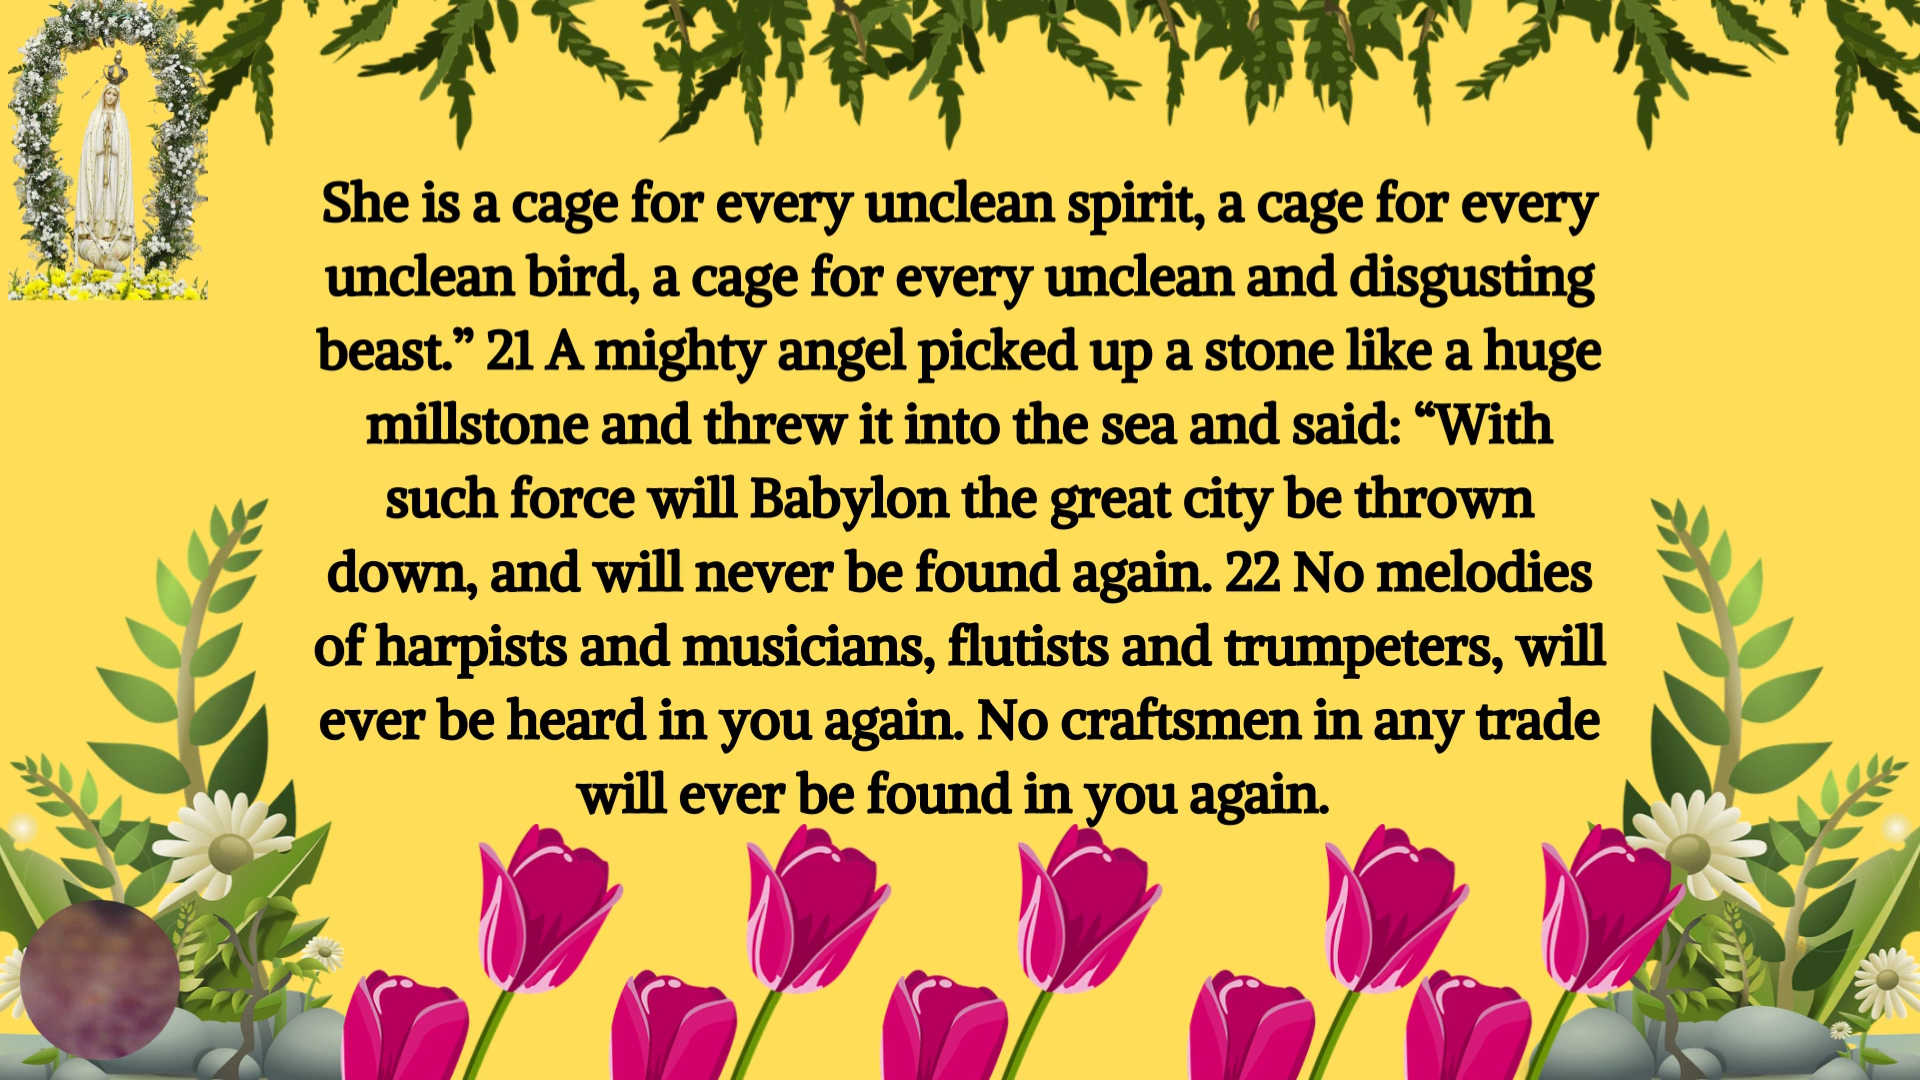 She is a cage for every unclean spirit, a cage for every
unclean bird, a cage for every unclean and disgusting
beast.” 21 A mighty angel picked up a stone like a huge
millstone and threw it into the sea and said: “With
such force will Babylon the great city be thrown
down, and will never be found again. 22 No melodies
of harpists and musicians, flutists and trumpeters, will
ever be heard in you again. No craftsmen in any trade
will ever be found in you again.